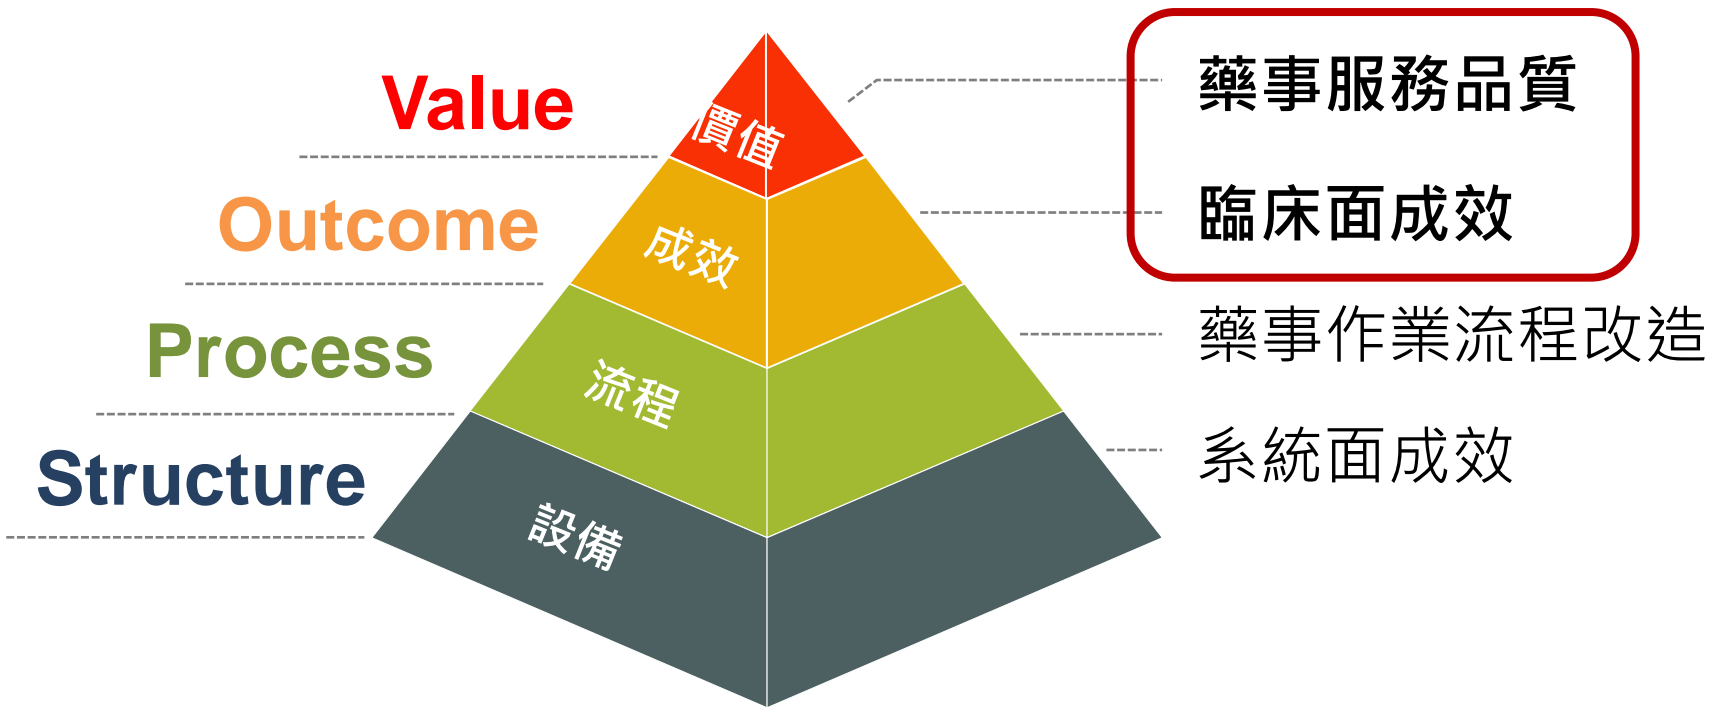 Value
價值
藥事服務品質
Outcome
成效
臨床面成效
Process
流程
藥事作業流程改造
Structure
設備
系統面成效